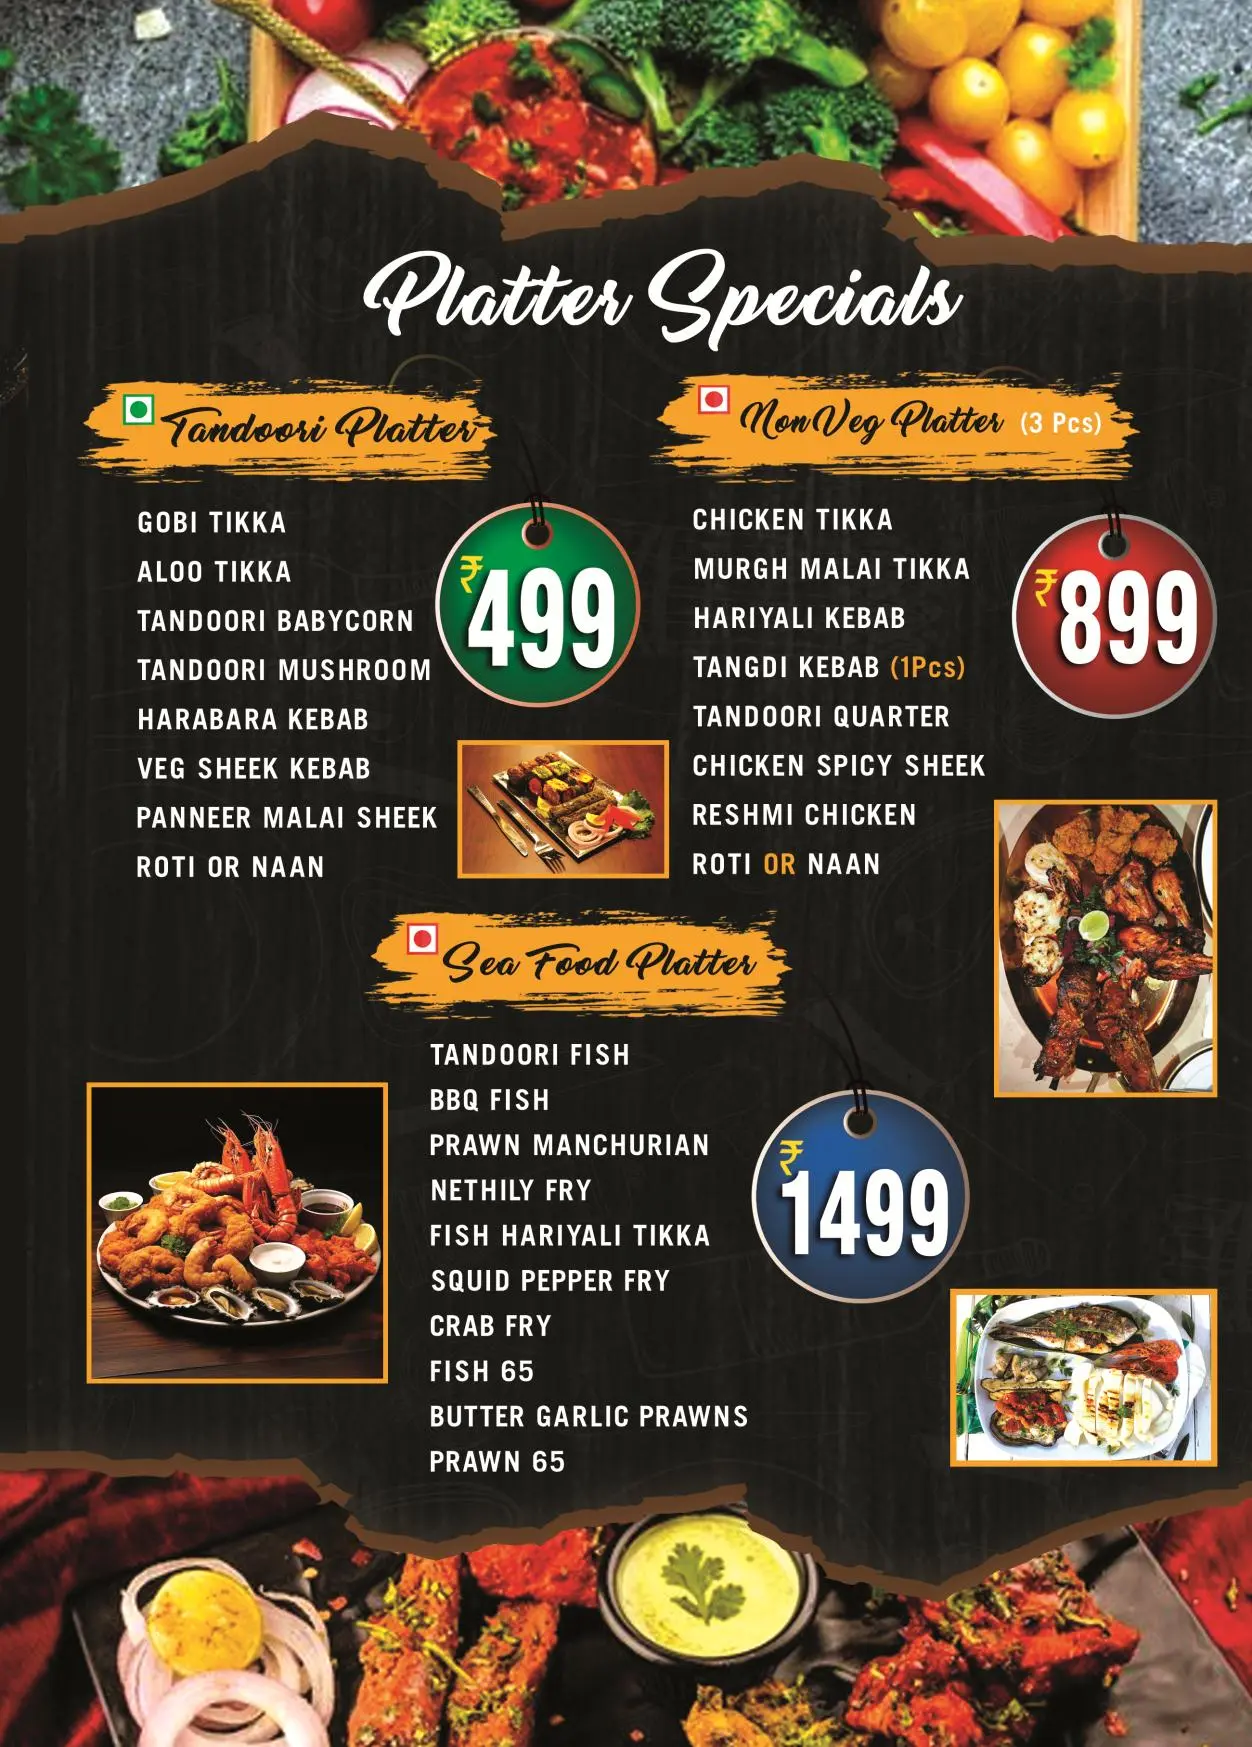 Platter Specials
Tandoori Platter
GOBI TIKKA
ALOO TIKKA
TANDOORI BABYCORN
TANDOORI MUSHROOM
HARABARA KEBAB
VEG SHEEK KEBAB
PANNEER MALAI SHEEK
ROTI OR NAAN
₹499
Non Veg Platter (3 Pcs)
CHICKEN TIKKA
MURGH MALAI TIKKA
HARIYALI KEBAB
TANGDI KEBAB (1Pcs)
TANDOORI QUARTER
CHICKEN SPICY SHEEK
RESHMI CHICKEN
ROTI OR NAAN
₹899
Sea Food Platter
TANDOORI FISH
BBQ FISH
PRAWN MANCHURIAN
NETHILY FRY
FISH HARIYALI TIKKA
SQUID PEPPER FRY
CRAB FRY
FISH 65
BUTTER GARLIC PRAWNS
PRAWN 65
₹1499